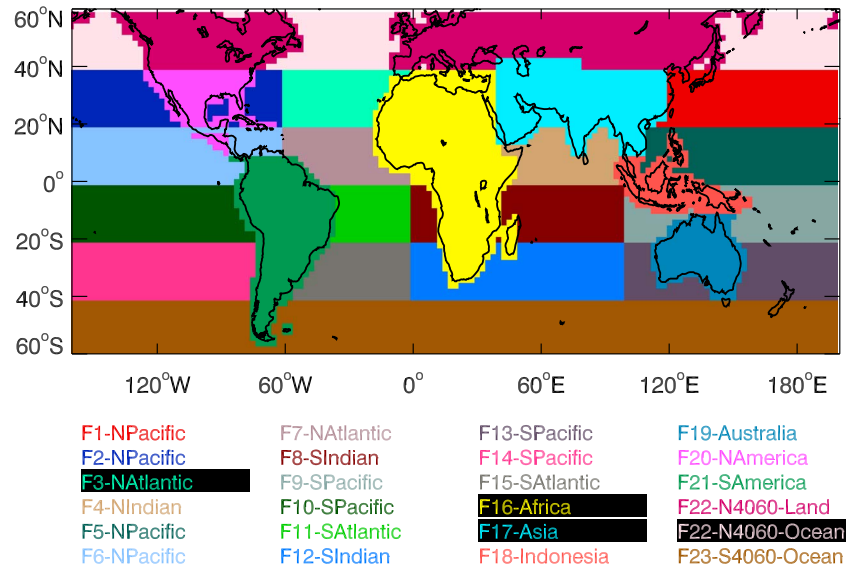 60°N
40°N
20°N
0°
20°S
40°S
60°S
120°W 60°W 0° 60°E 120°E 180°E
F1-NPacific F7-NAtlantic F13-SPacific F19-Australia
F2-NPacific F8-SIndian F14-SPacific F20-NAmerica
F3-NAtlantic F9-SPacific F15-SAtlantic F21-SAmerica
F4-NIndian F10-SPacific F16-Africa F22-N4060-Land
F5-NPacific F11-SAtlantic F17-Asia F22-N4060-Ocean
F6-NPacific F12-SIndian F18-Indonesia F23-S4060-Ocean